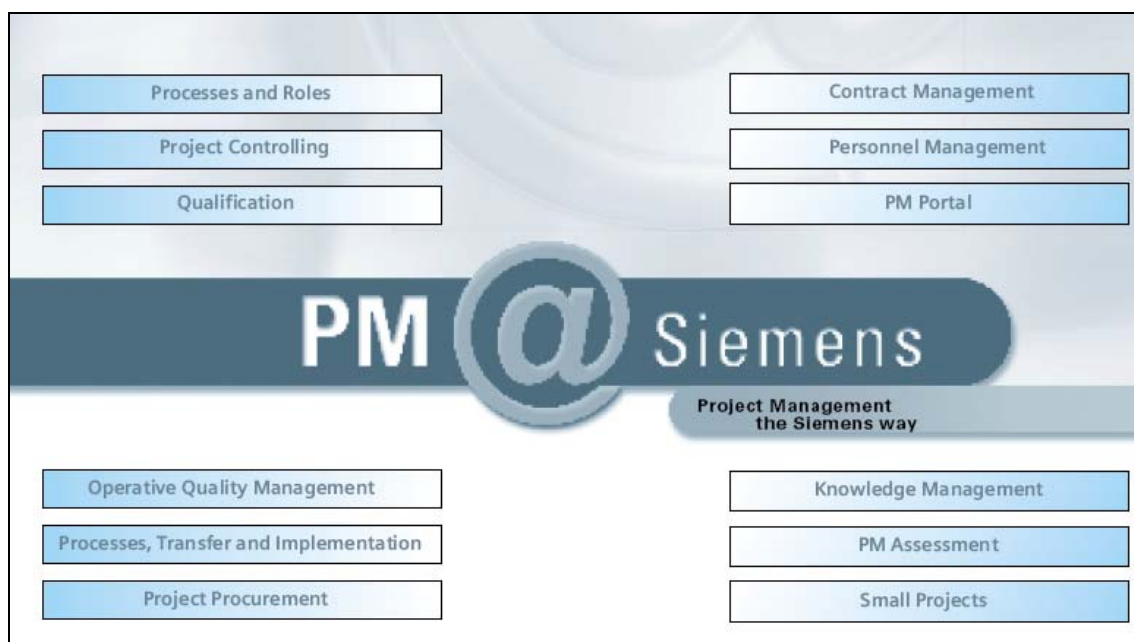 Processes and Roles
Project Controlling
Qualification
Contract Management
Personnel Management
PM Portal
PM @ Siemens
Project Management
the Siemens way
Operative Quality Management
Processes, Transfer and Implementation
Project Procurement
Knowledge Management
PM Assessment
Small Projects